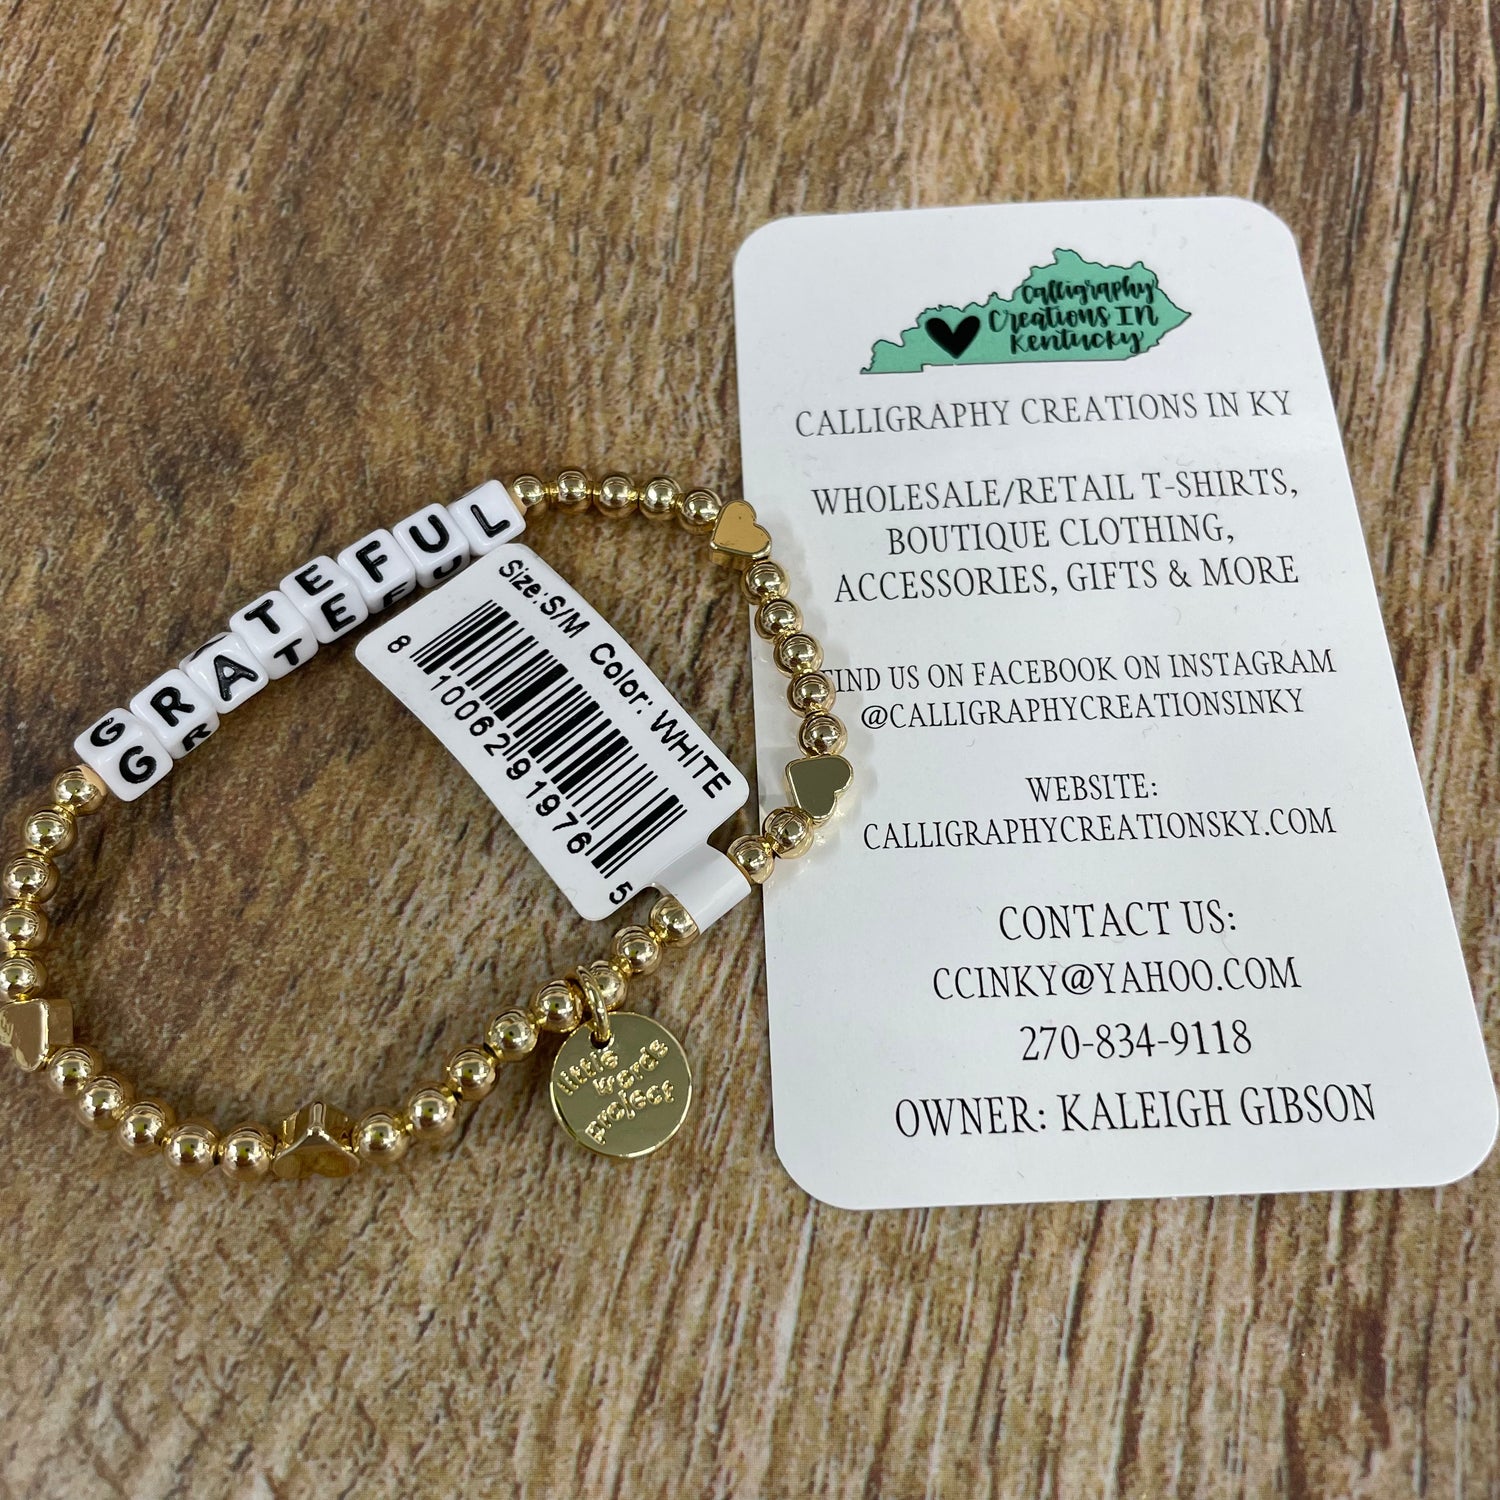 GRATEFUL
Size:S/M Color: WHITE
8 10062 91976 5
little
words
project
Calligraphy
Creations IN
Kentucky
CALLIGRAPHY CREATIONS IN KY
WHOLESALE/RETAIL T-SHIRTS,
BOUTIQUE CLOTHING,
ACCESSORIES, GIFTS & MORE
FIND US ON FACEBOOK ON INSTAGRAM
@CALLIGRAPHYCREATIONSINKY
WEBSITE:
CALLIGRAPHYCREATIONSKY.COM
CONTACT US:
CCINKY@YAHOO.COM
270-834-9118
OWNER: KALEIGH GIBSON